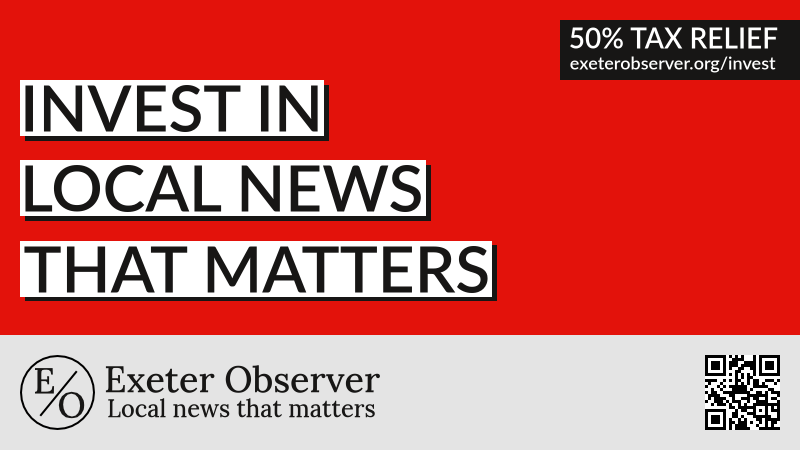 50% TAX RELIEF
exeterobserver.org/invest
INVEST IN
LOCAL NEWS
THAT MATTERS
E/O
Exeter Observer
Local news that matters